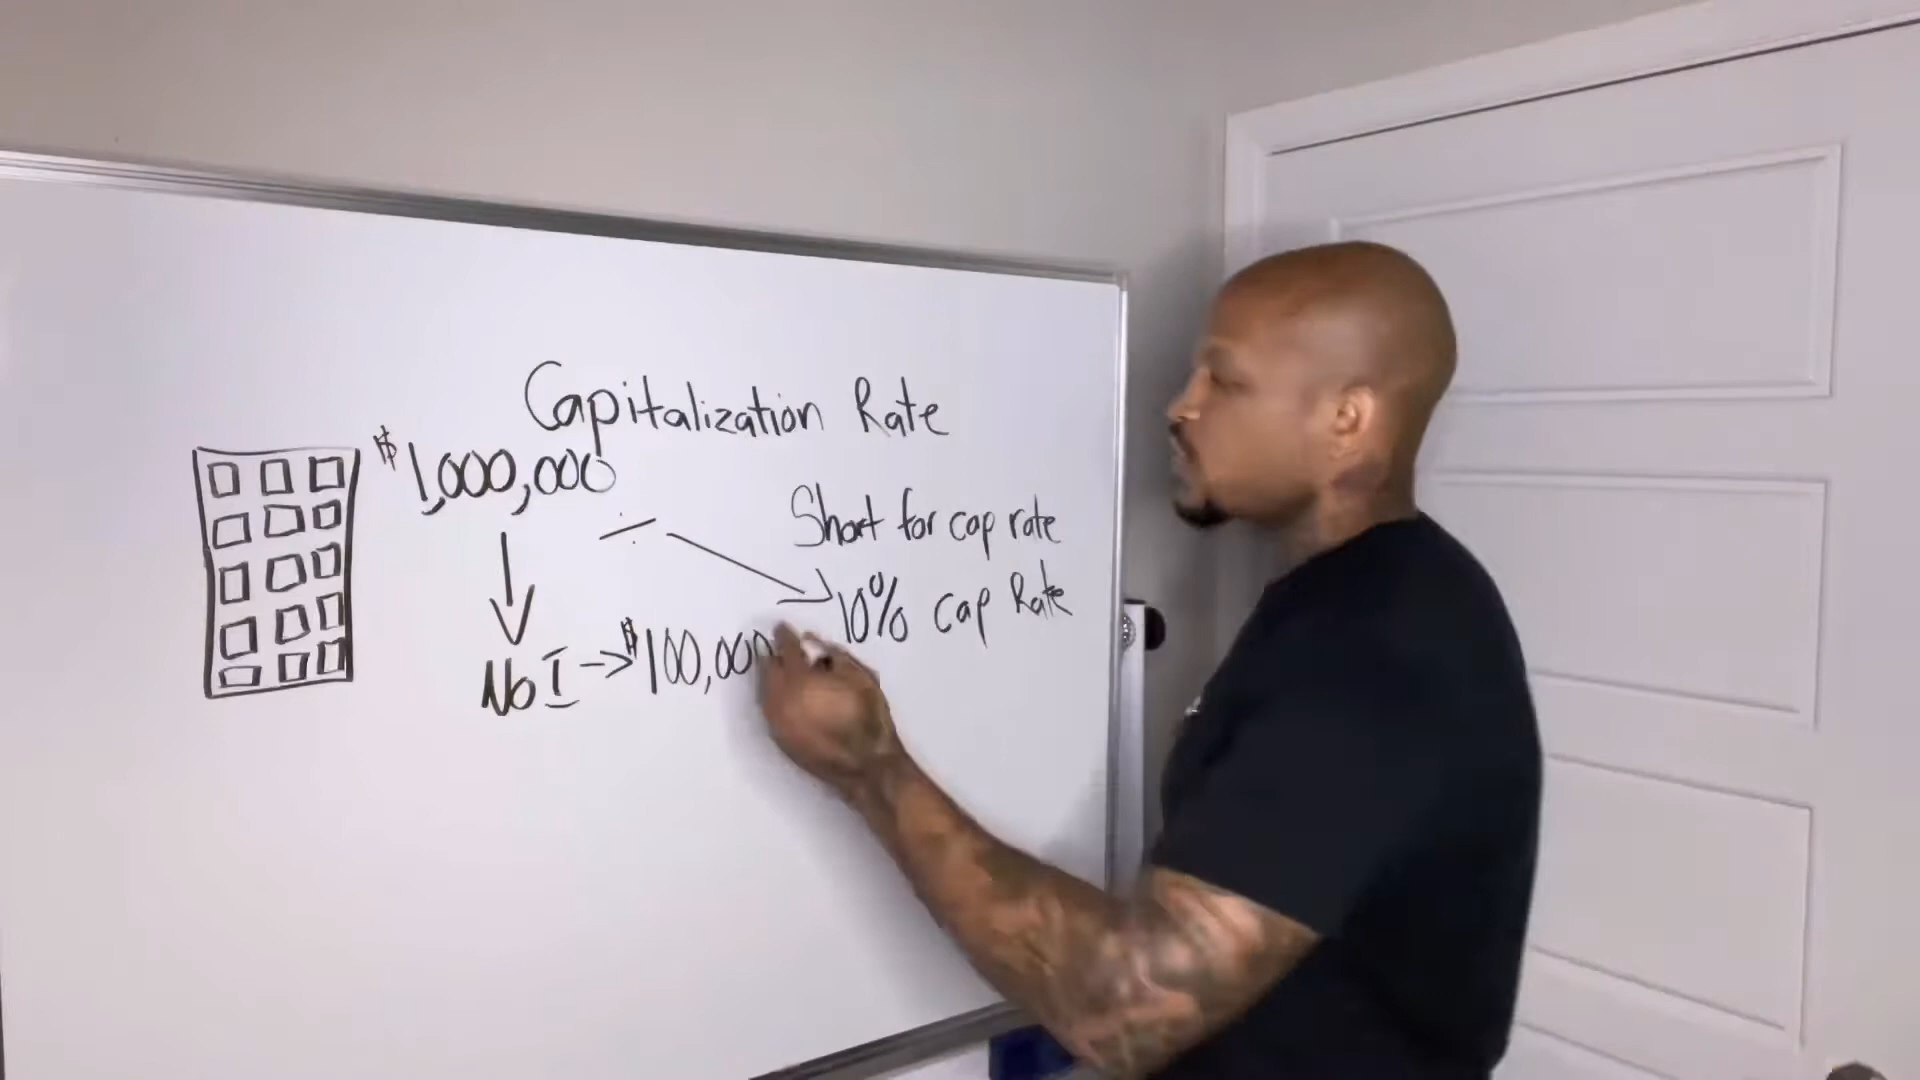 Capitalization Rate
$1,000,000
÷
Short for cap rate
10% Cap Rate
NOI → $100,000